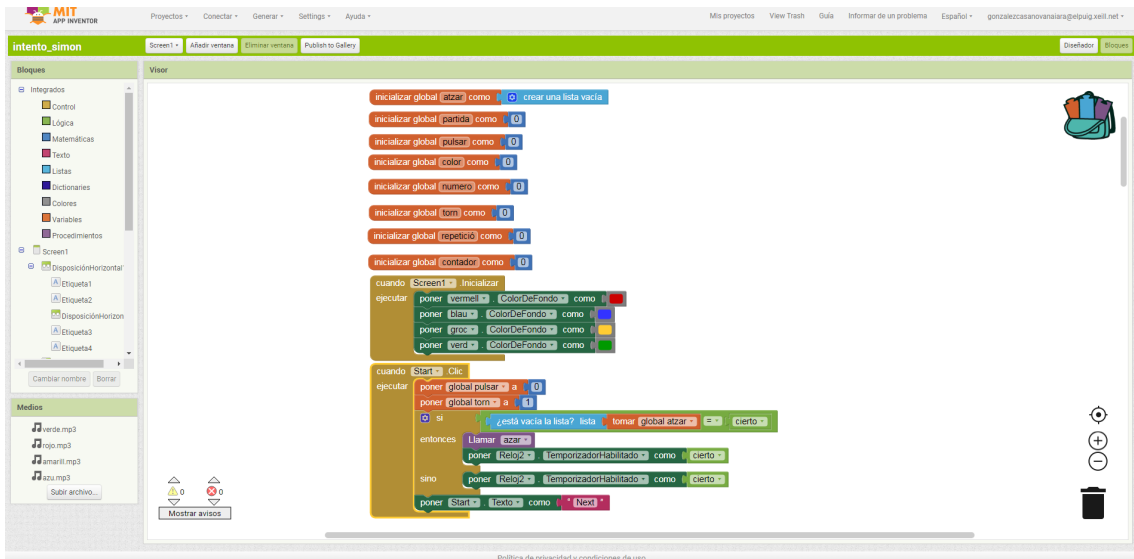 MIT
APP INVENTOR
Proyectos
Conectar
Generar
Settings
Ayuda
Mis proyectos
View Trash
Guía
Informar de un problema
Español
gonzalezcasanovanaiara@elpuig.xeill.net
intento_simon
Screen1
Añadir ventana
Eliminar ventana
Publish to Gallery
Diseñador
Bloques
Bloques
Integrados
Control
Lógica
Matemáticas
Texto
Listas
Dictionaries
Colores
Variables
Procedimientos
Screen1
DisposiciónHorizontal
Etiqueta1
Etiqueta2
DisposiciónHorizon
Etiqueta3
Etiqueta4
Cambiar nombre
Borrar
Medios
verde.mp3
rojo.mp3
amarill.mp3
azu.mp3
Subir archivo...
Visor
inicializar global atzar como crear una lista vacía
inicializar global partida como 0
inicializar global pulsar como 0
inicializar global color como 0
inicializar global numero como 0
inicializar global torn como 0
inicializar global repetició como 0
inicializar global contador como 0
cuando Screen1 .Inicializar
ejecutar poner vermell . ColorDeFondo como
poner blau . ColorDeFondo como
poner groc . ColorDeFondo como
poner verd . ColorDeFondo como
cuando Start .Clic
ejecutar poner global pulsar a 0
poner global torn a 1
si ¿está vacía la lista? lista tomar global atzar = cierto
entonces Llamar azar
poner Reloj2 . TemporizadorHabilitado como cierto
sino poner Reloj2 . TemporizadorHabilitado como cierto
poner Start . Texto como " Next "
0
0
Mostrar avisos
Política de privacidad y condiciones de uso